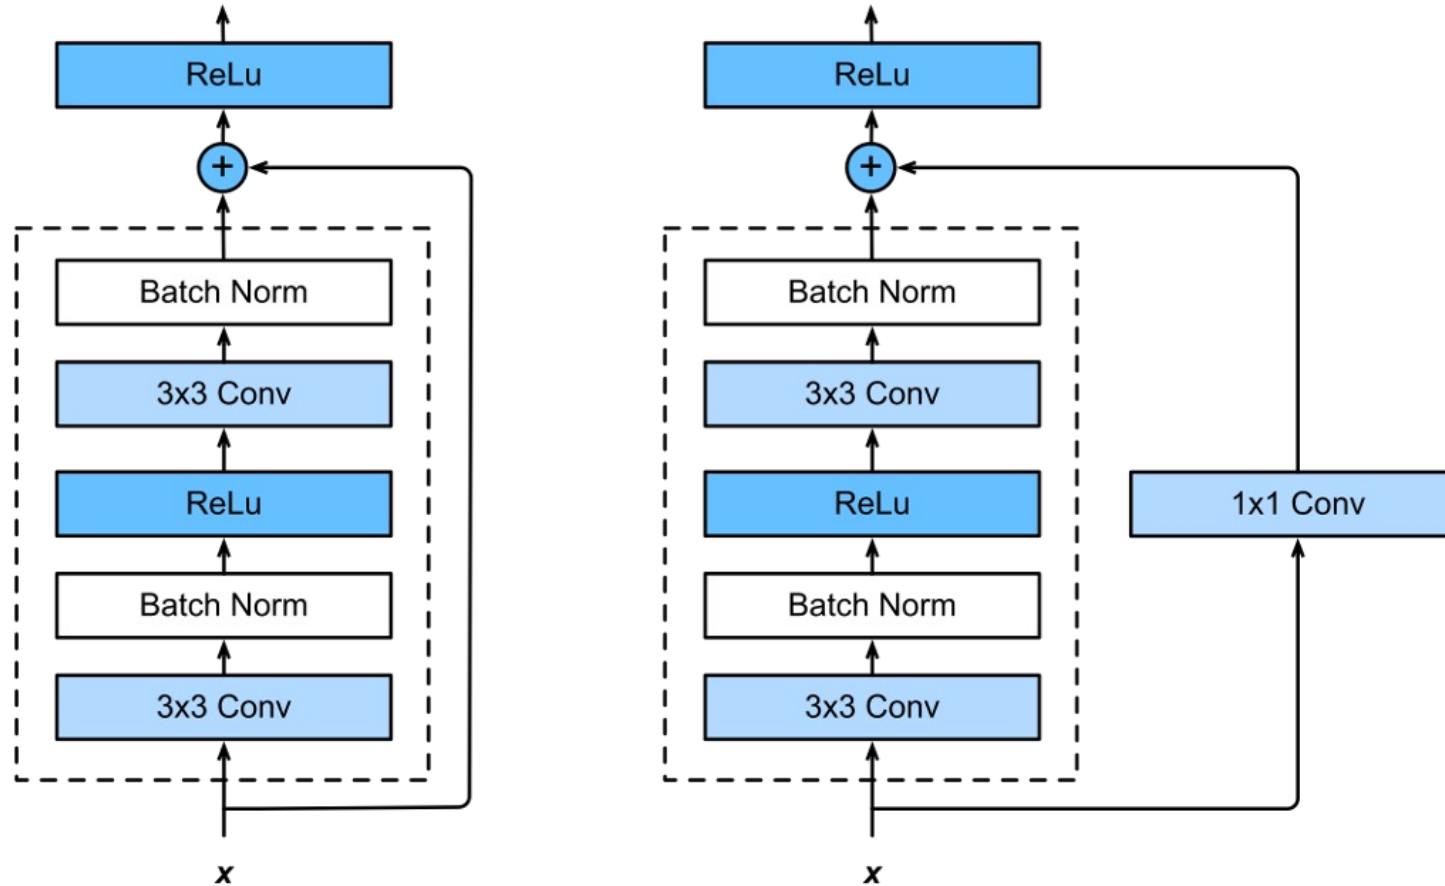 ReLu
+
Batch Norm
3x3 Conv
ReLu
Batch Norm
3x3 Conv
x
ReLu
+
Batch Norm
3x3 Conv
ReLu
Batch Norm
3x3 Conv
x
1x1 Conv